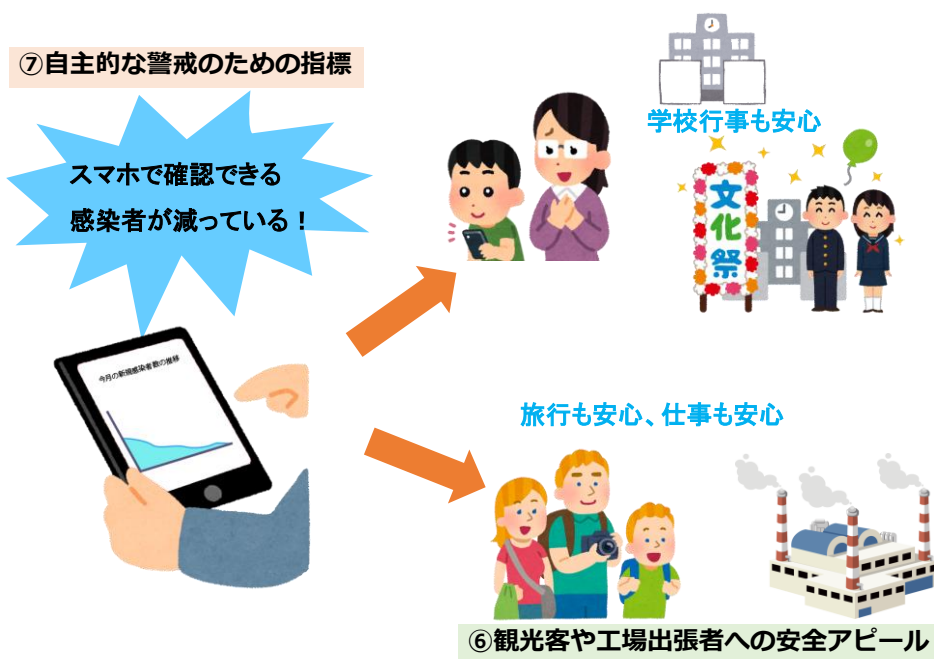 ⑦自主的な警戒のための指標
スマホで確認できる
感染者が減っている！
今月の新規感染者数の推移
学校行事も安心
文化祭
旅行も安心、仕事も安心
⑥観光客や工場出張者への安全アピール